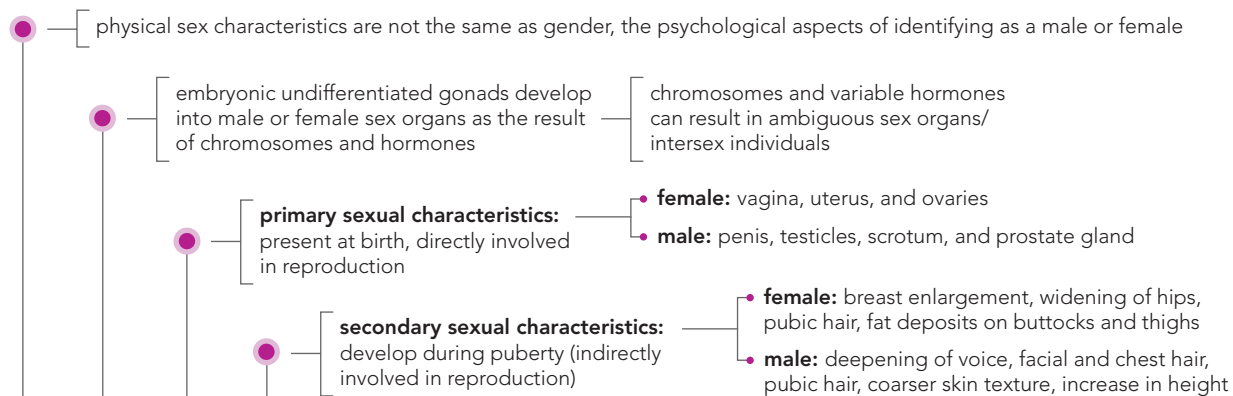 physical sex characteristics are not the same as gender, the psychological aspects of identifying as a male or female
embryonic undifferentiated gonads develop
into male or female sex organs as the result
of chromosomes and hormones
chromosomes and variable hormones
can result in ambiguous sex organs/
intersex individuals
primary sexual characteristics:
present at birth, directly involved
in reproduction
female: vagina, uterus, and ovaries
male: penis, testicles, scrotum, and prostate gland
secondary sexual characteristics:
develop during puberty (indirectly
involved in reproduction)
female: breast enlargement, widening of hips,
pubic hair, fat deposits on buttocks and thighs
male: deepening of voice, facial and chest hair,
pubic hair, coarser skin texture, increase in height